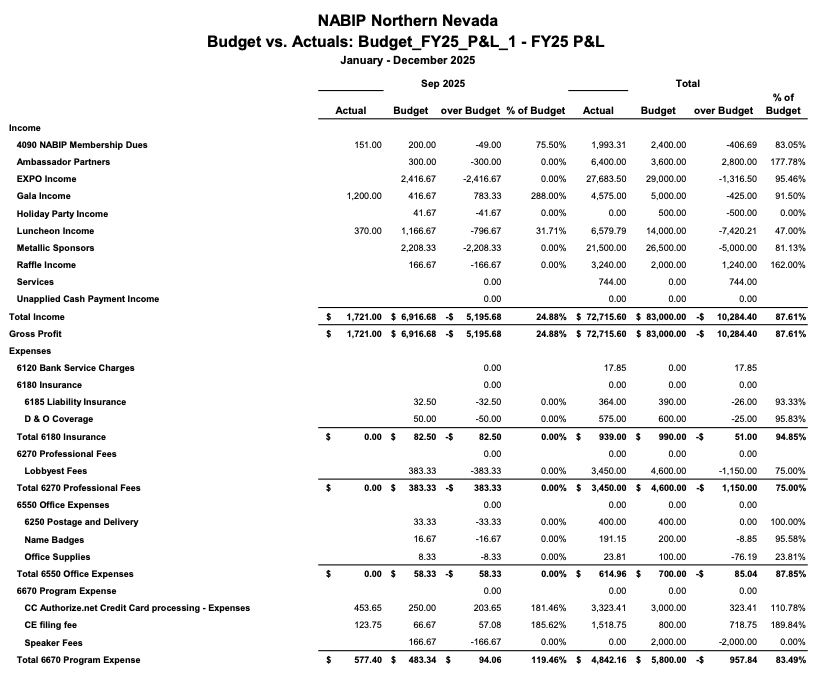 NABIP Northern Nevada
Budget vs. Actuals: Budget_FY25_P&L_1 - FY25 P&L
January - December 2025
Sep 2025 Total
Actual Budget over Budget % of Budget Actual Budget over Budget % of Budget
Income
4090 NABIP Membership Dues 151.00 200.00 -49.00 75.50% 1,993.31 2,400.00 -406.69 83.05%
Ambassador Partners 300.00 -300.00 0.00% 6,400.00 3,600.00 2,800.00 177.78%
EXPO Income 2,416.67 -2,416.67 0.00% 27,683.50 29,000.00 -1,316.50 95.46%
Gala Income 1,200.00 416.67 783.33 288.00% 4,575.00 5,000.00 -425.00 91.50%
Holiday Party Income 41.67 -41.67 0.00% 0.00 500.00 -500.00 0.00%
Luncheon Income 370.00 1,166.67 -796.67 31.71% 6,579.79 14,000.00 -7,420.21 47.00%
Metallic Sponsors 2,208.33 -2,208.33 0.00% 21,500.00 26,500.00 -5,000.00 81.13%
Raffle Income 166.67 -166.67 0.00% 3,240.00 2,000.00 1,240.00 162.00%
Services 0.00 744.00 0.00 744.00
Unapplied Cash Payment Income 0.00 0.00 0.00 0.00
Total Income $ 1,721.00 $ 6,916.68 -$ 5,195.68 24.88% $ 72,715.60 $ 83,000.00 -$ 10,284.40 87.61%
Gross Profit $ 1,721.00 $ 6,916.68 -$ 5,195.68 24.88% $ 72,715.60 $ 83,000.00 -$ 10,284.40 87.61%
Expenses
6120 Bank Service Charges 0.00 17.85 0.00 17.85
6180 Insurance 0.00 0.00 0.00 0.00
6185 Liability Insurance 32.50 -32.50 0.00% 364.00 390.00 -26.00 93.33%
D & O Coverage 50.00 -50.00 0.00% 575.00 600.00 -25.00 95.83%
Total 6180 Insurance $ 0.00 $ 82.50 -$ 82.50 0.00% $ 939.00 $ 990.00 -$ 51.00 94.85%
6270 Professional Fees 0.00 0.00 0.00 0.00
Lobbyest Fees 383.33 -383.33 0.00% 3,450.00 4,600.00 -1,150.00 75.00%
Total 6270 Professional Fees $ 0.00 $ 383.33 -$ 383.33 0.00% $ 3,450.00 $ 4,600.00 -$ 1,150.00 75.00%
6550 Office Expenses 0.00 0.00 0.00 0.00
6250 Postage and Delivery 33.33 -33.33 0.00% 400.00 400.00 0.00 100.00%
Name Badges 16.67 -16.67 0.00% 191.15 200.00 -8.85 95.58%
Office Supplies 8.33 -8.33 0.00% 23.81 100.00 -76.19 23.81%
Total 6550 Office Expenses $ 0.00 $ 58.33 -$ 58.33 0.00% $ 614.96 $ 700.00 -$ 85.04 87.85%
6670 Program Expense 0.00 0.00 0.00 0.00
CC Authorize.net Credit Card processing - Expenses 453.65 250.00 203.65 181.46% 3,323.41 3,000.00 323.41 110.78%
CE filing fee 123.75 66.67 57.08 185.62% 1,518.75 800.00 718.75 189.84%
Speaker Fees 166.67 -166.67 0.00% 0.00 2,000.00 -2,000.00 0.00%
Total 6670 Program Expense $ 577.40 $ 483.34 $ 94.06 119.46% $ 4,842.16 $ 5,800.00 -$ 957.84 83.49%